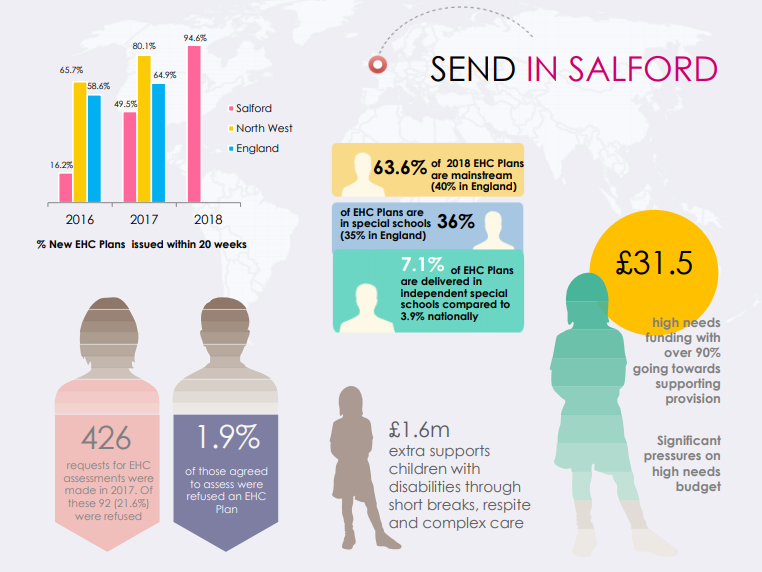 SEND IN SALFORD
94.6%
80.1%
65.7%
64.9%
58.6%
49.5%
16.2%
Salford
North West
England
2016 2017 2018
% New EHC Plans issued within 20 weeks
63.6% of 2018 EHC Plans
are mainstream
(40% in England)
of EHC Plans are
in special schools 36%
(35% in England)
7.1% of EHC Plans
are delivered in
independent special
schools compared to
3.9% nationally
£31.5
high needs
funding with
over 90%
going towards
supporting
provision
Significant
pressures on
high needs
budget
426
requests for EHC
assessments were
made in 2017. Of
these 92 (21.6%)
were refused
1.9%
of those agreed
to assess were
refused an EHC
Plan
£1.6m
extra supports
children with
disabilities through
short breaks, respite
and complex care